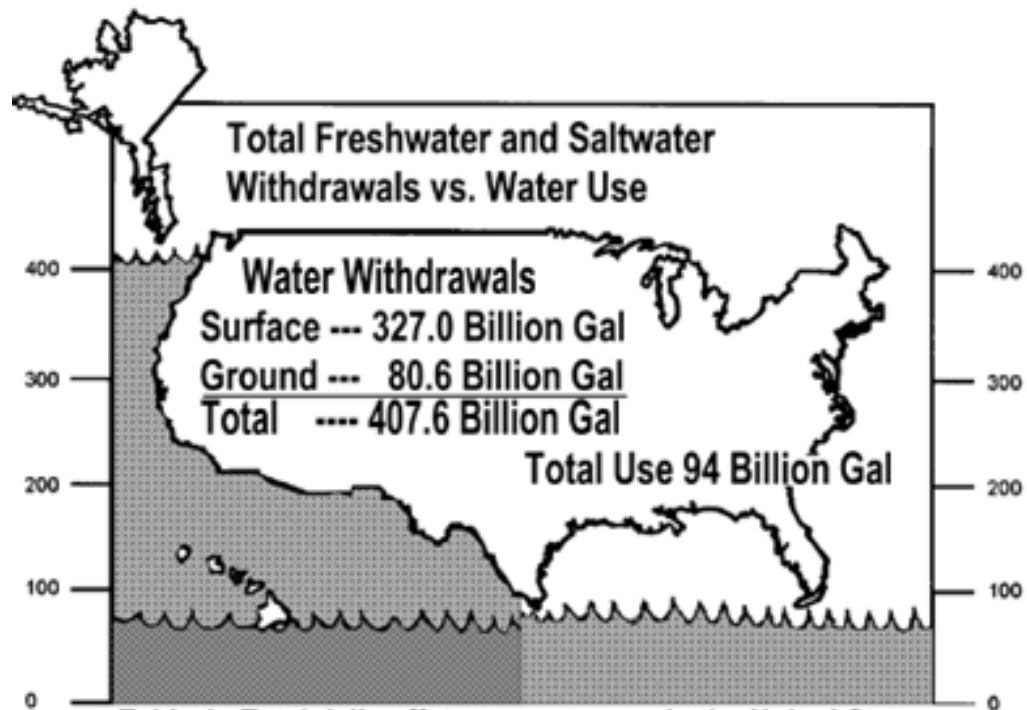 Total Freshwater and Saltwater
Withdrawals vs. Water Use
Water Withdrawals
Surface --- 327.0 Billion Gal
Ground --- 80.6 Billion Gal
Total ---- 407.6 Billion Gal
Total Use 94 Billion Gal
400
300
200
100
0
400
300
200
100
0